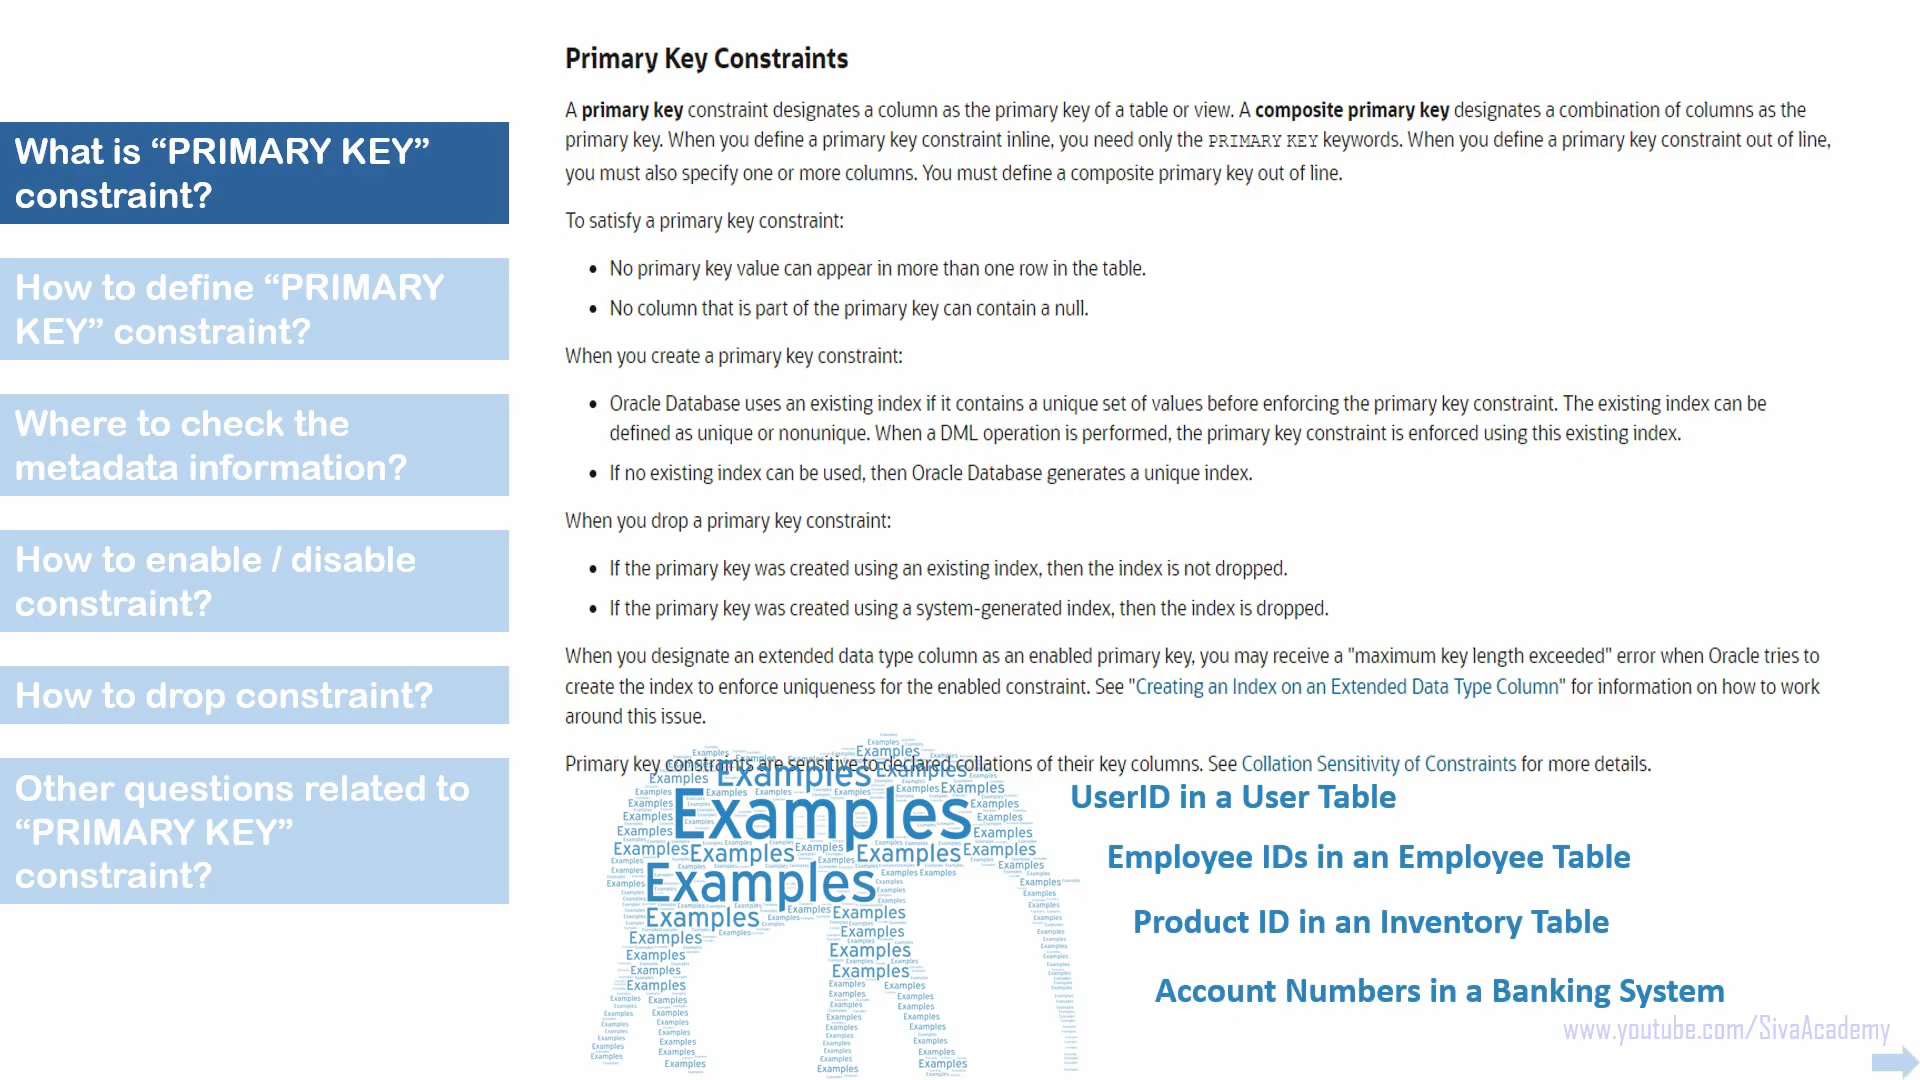 What is “PRIMARY KEY”
constraint?
How to define “PRIMARY
KEY” constraint?
Where to check the
metadata information?
How to enable / disable
constraint?
How to drop constraint?
Other questions related to
“PRIMARY KEY”
constraint?
Primary Key Constraints
A primary key constraint designates a column as the primary key of a table or view. A composite primary key designates a combination of columns as the
primary key. When you define a primary key constraint inline, you need only the PRIMARY KEY keywords. When you define a primary key constraint out of line,
you must also specify one or more columns. You must define a composite primary key out of line.
To satisfy a primary key constraint:
• No primary key value can appear in more than one row in the table.
• No column that is part of the primary key can contain a null.
When you create a primary key constraint:
• Oracle Database uses an existing index if it contains a unique set of values before enforcing the primary key constraint. The existing index can be
defined as unique or nonunique. When a DML operation is performed, the primary key constraint is enforced using this existing index.
• If no existing index can be used, then Oracle Database generates a unique index.
When you drop a primary key constraint:
• If the primary key was created using an existing index, then the index is not dropped.
• If the primary key was created using a system-generated index, then the index is dropped.
When you designate an extended data type column as an enabled primary key, you may receive a "maximum key length exceeded" error when Oracle tries to
create the index to enforce uniqueness for the enabled constraint. See "Creating an Index on an Extended Data Type Column" for information on how to work
around this issue.
Primary key constraints are sensitive to declared collations of their key columns. See Collation Sensitivity of Constraints for more details.
Examples
Examples
Examples
Examples
Examples Examples Examples
Examples
Examples
UserID in a User Table
Employee IDs in an Employee Table
Product ID in an Inventory Table
Account Numbers in a Banking System
www.youtube.com/SivaAcademy